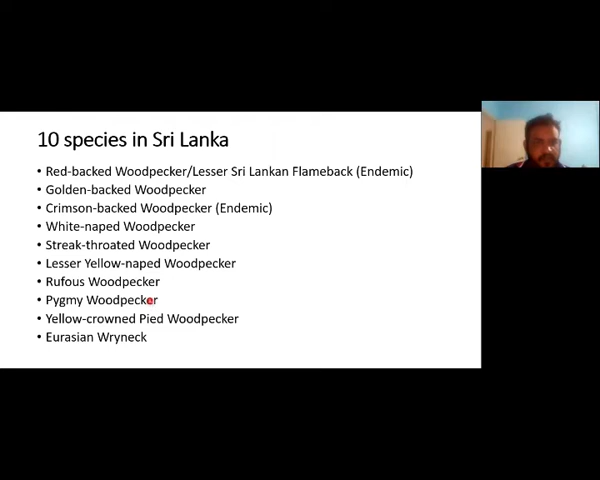 10 species in Sri Lanka
• Red-backed Woodpecker/Lesser Sri Lankan Flameback (Endemic)
• Golden-backed Woodpecker
• Crimson-backed Woodpecker (Endemic)
• White-naped Woodpecker
• Streak-throated Woodpecker
• Lesser Yellow-naped Woodpecker
• Rufous Woodpecker
• Pygmy Woodpecker
• Yellow-crowned Pied Woodpecker
• Eurasian Wryneck